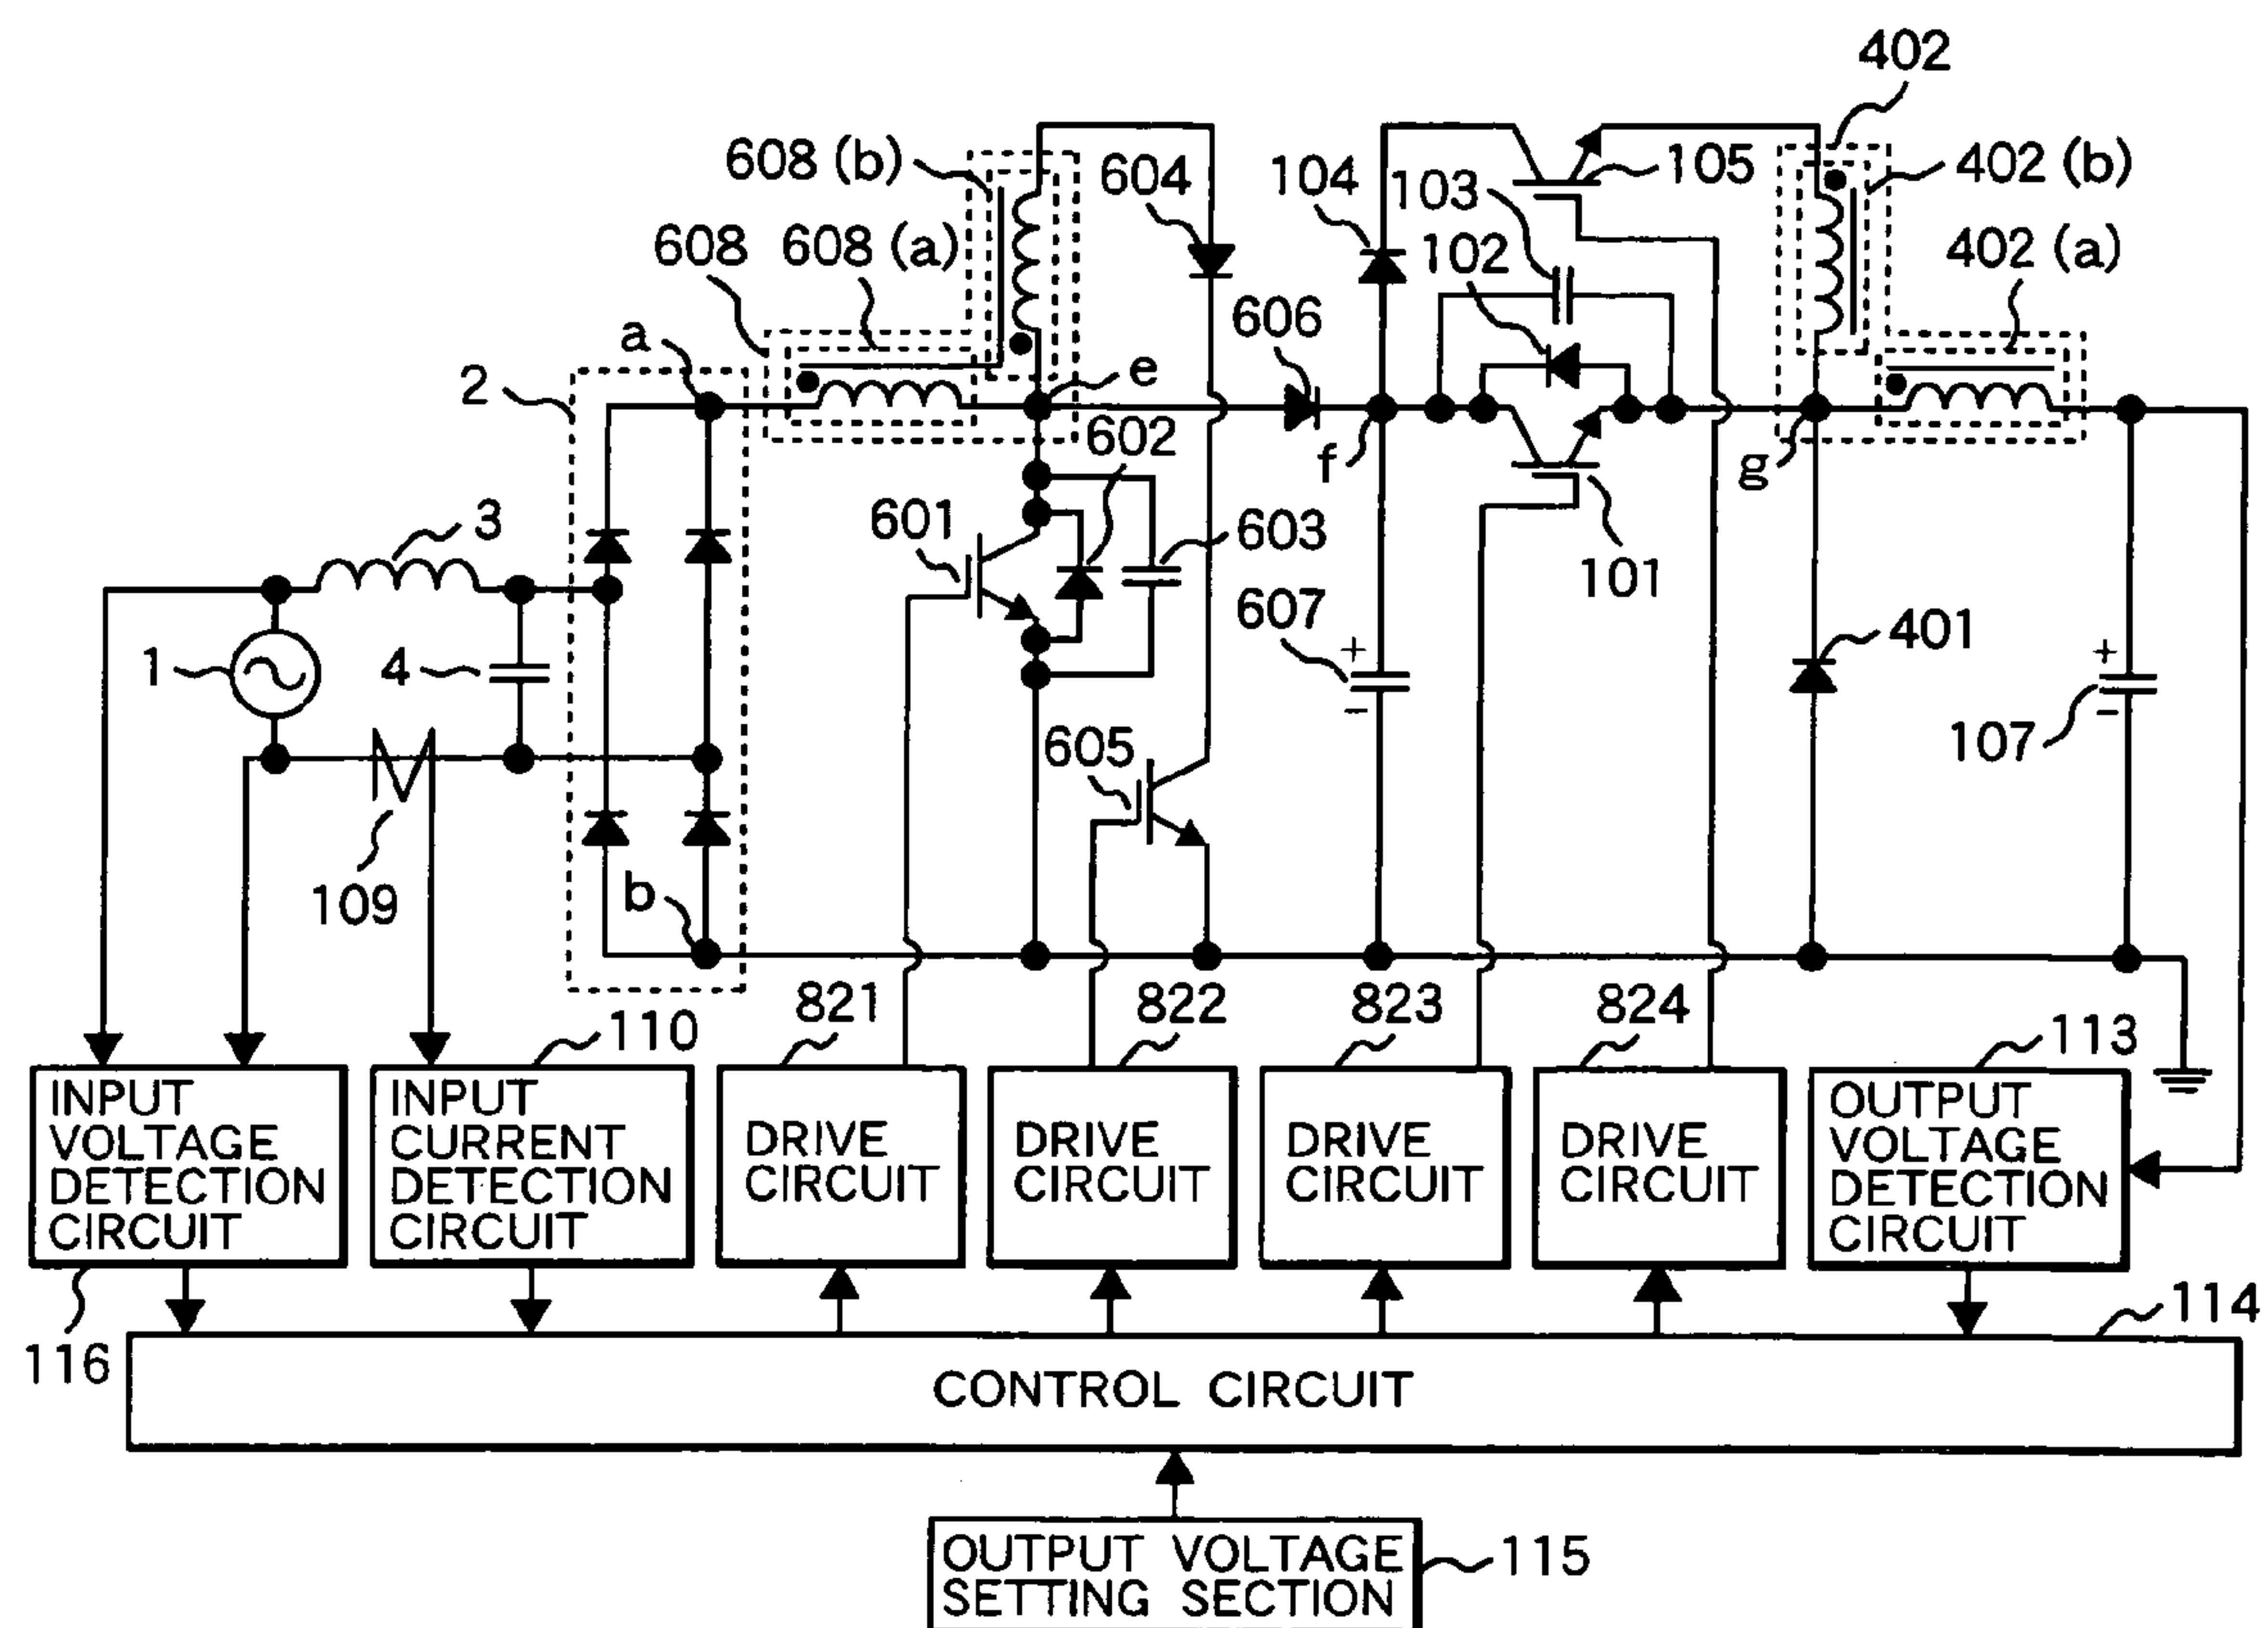 402
608 (b)
604
104
103
105
402 (b)
608
608 (a)
102
402 (a)
a
606
2
e
602
f
g
3
601
603
101
607
401
1
4
+
+
605
−
−
107
109
b
821
822
823
824
110
113
INPUT
VOLTAGE
DETECTION
CIRCUIT
INPUT
CURRENT
DETECTION
CIRCUIT
DRIVE
CIRCUIT
DRIVE
CIRCUIT
DRIVE
CIRCUIT
DRIVE
CIRCUIT
OUTPUT
VOLTAGE
DETECTION
CIRCUIT
116
114
CONTROL CIRCUIT
OUTPUT VOLTAGE
SETTING SECTION
115